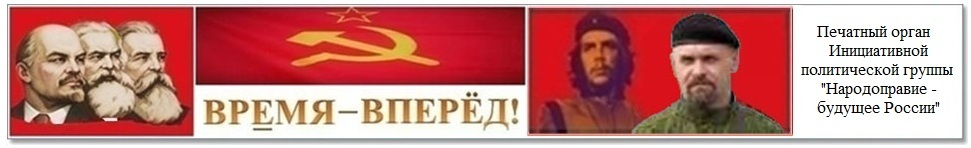 ВРЕМЯ–ВПЕРЁД!
Печатный орган
Инициативной
политической группы
"Народоправие -
будущее России"